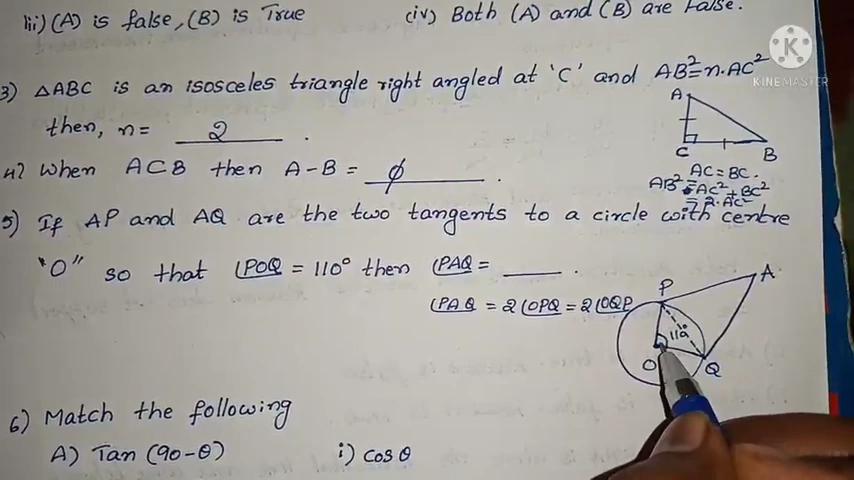 iii) (A) is false, (B) is True
(iv) Both (A) and (B) are False.
3) △ABC is an isosceles triangle right angled at 'C' and AB²=n.AC²
then, n= 2 .
4) When ACB then A-B = ϕ .
5) If AP and AQ are the two tangents to a circle with centre
"O" so that ∠POQ = 110° then ∠PAQ = ____ .
∠PAQ = 2∠OPQ = 2∠OQP
6) Match the following
A) Tan (90-θ)
i) cos θ
KINEMASTER
A
C
B
AC = BC.
AB² = AC² + BC²
= 2.AC²
P
A
110°
O
Q